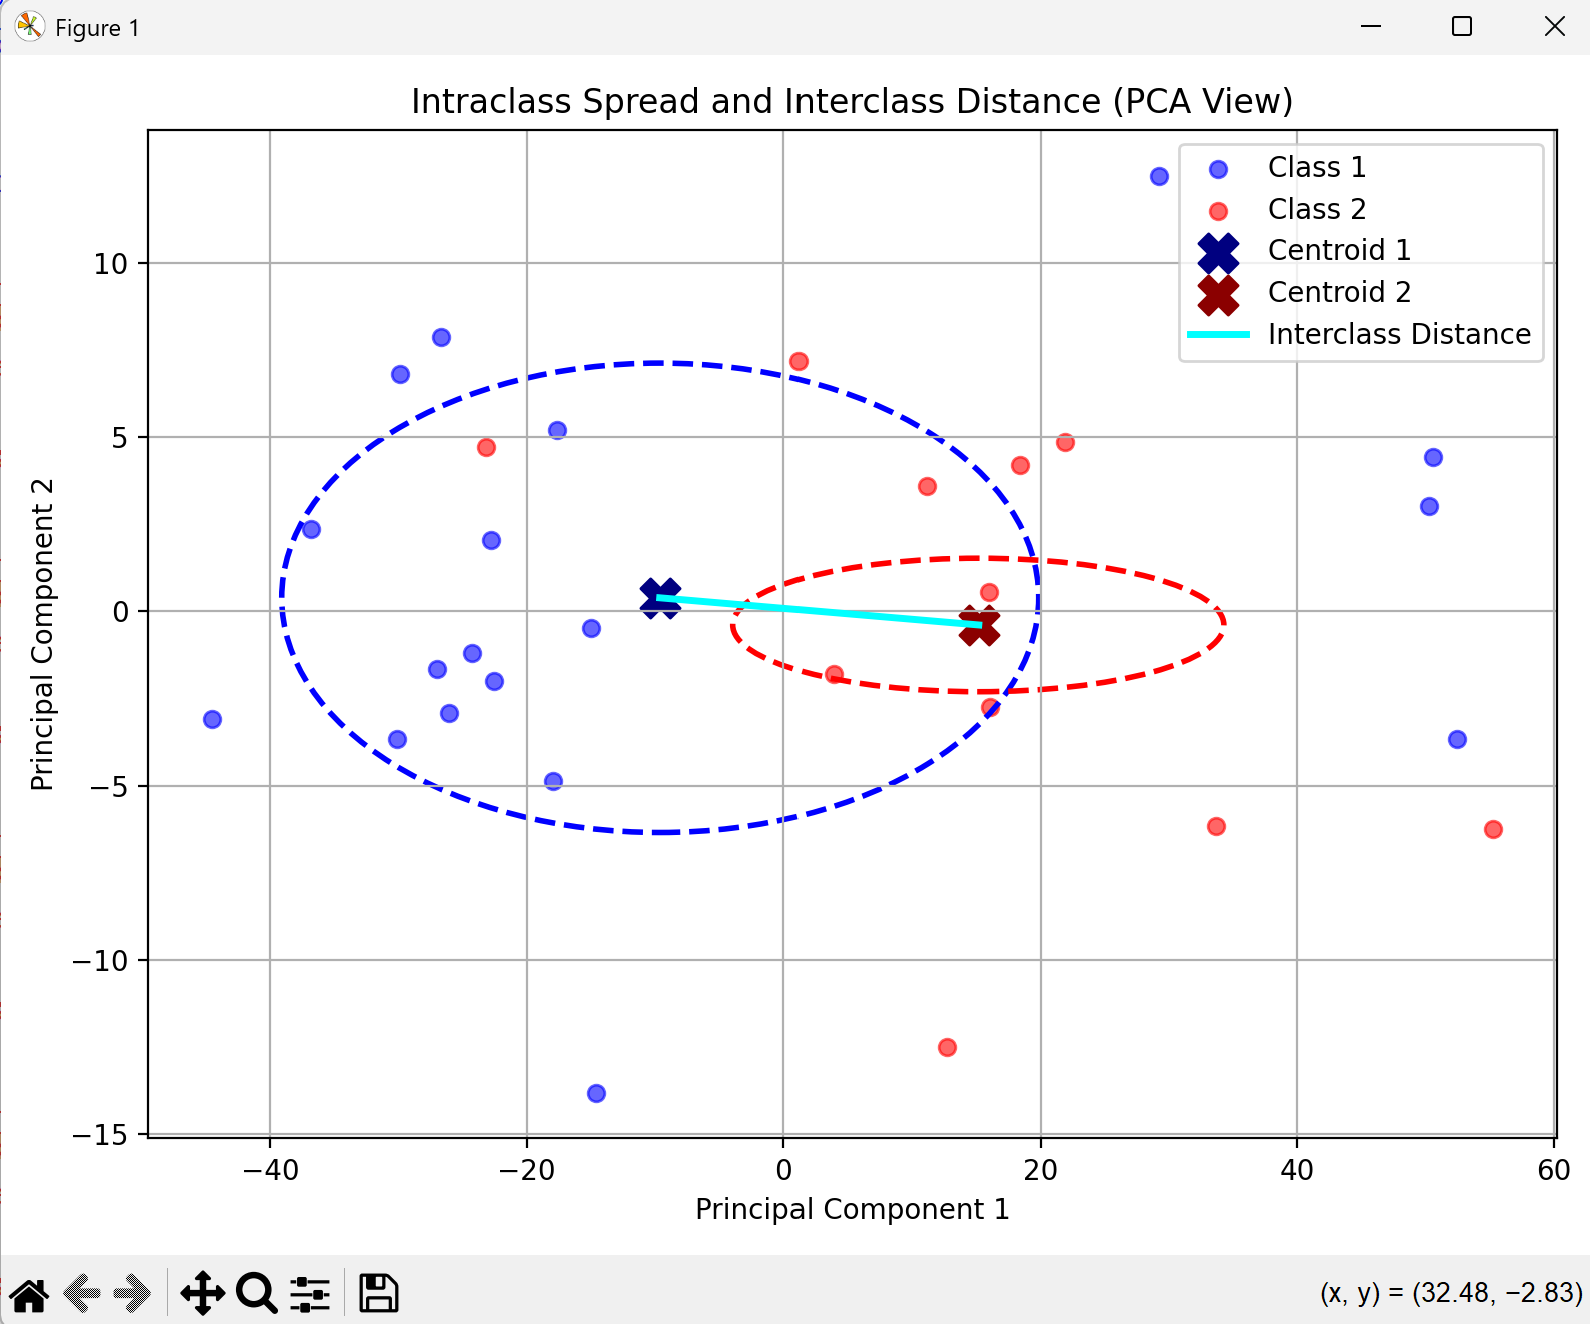 Figure 1
Intraclass Spread and Interclass Distance (PCA View)
Class 1
Class 2
Centroid 1
Centroid 2
Interclass Distance
Principal Component 2
10
5
0
−5
−10
−15
−40
−20
0
20
40
60
Principal Component 1
(x, y) = (32.48, −2.83)